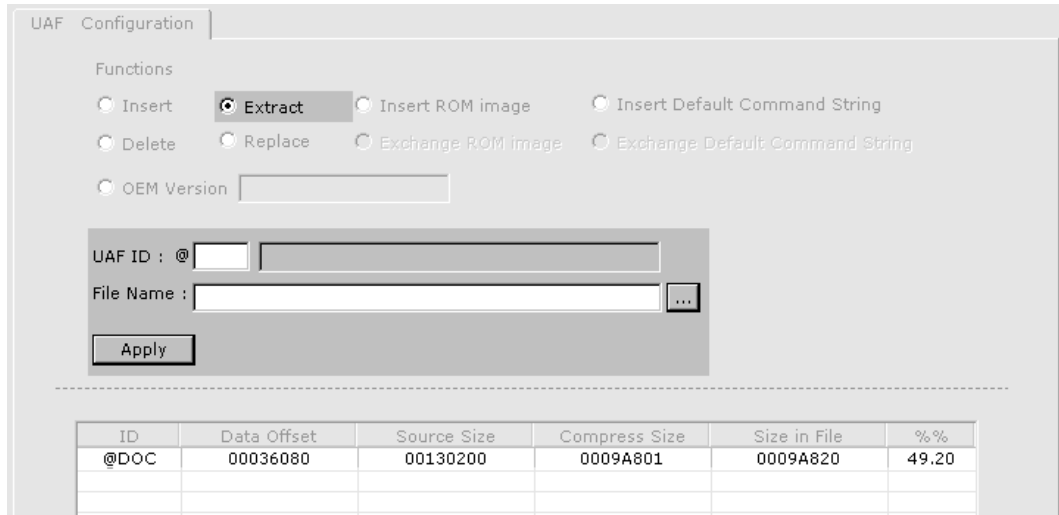 UAF Configuration
Functions
Insert Extract Insert ROM image Insert Default Command String
Delete Replace Exchange ROM image Exchange Default Command String
OEM Version
UAF ID : @
File Name : ...
Apply
ID Data Offset Source Size Compress Size Size in File %%
@DOC 00036080 00130200 0009A801 0009A820 49.20